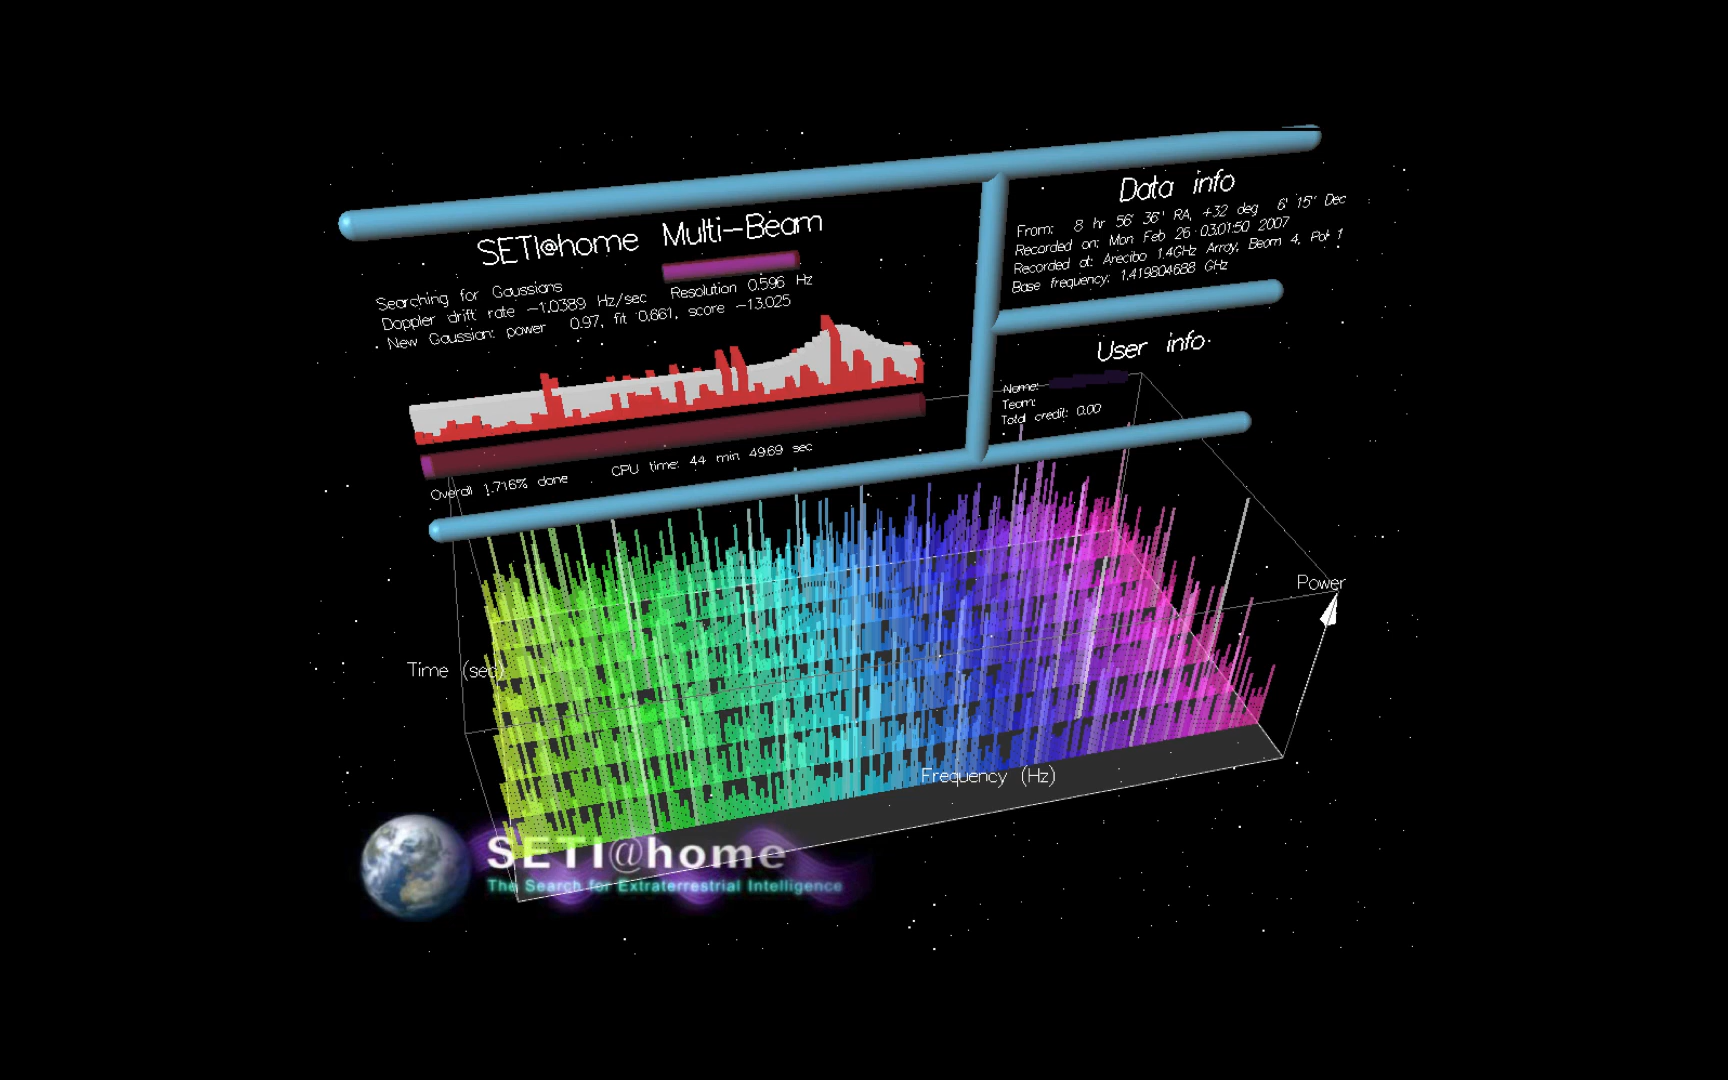 SETI@home Multi-Beam
Searching for Gaussians
Doppler drift rate -1.0389 Hz/sec Resolution 0.596 Hz
New Gaussian: power 0.97, fit 0.661, score -13.025
Overall 1.716% done CPU time: 44 min 49.69 sec
Data info
From: 8 hr 56' 36'' RA, +32 deg 6' 15'' Dec
Recorded on: Mon Feb 26 03:01:50 2007
Recorded at: Arecibo 1.4GHz Array, Beam 4, Pol 1
Base frequency: 1.419804688 GHz
User info
Name:
Team:
Total credit: 0.00
Power
Time (sec)
Frequency (Hz)
SETI@home
The Search for Extraterrestrial Intelligence